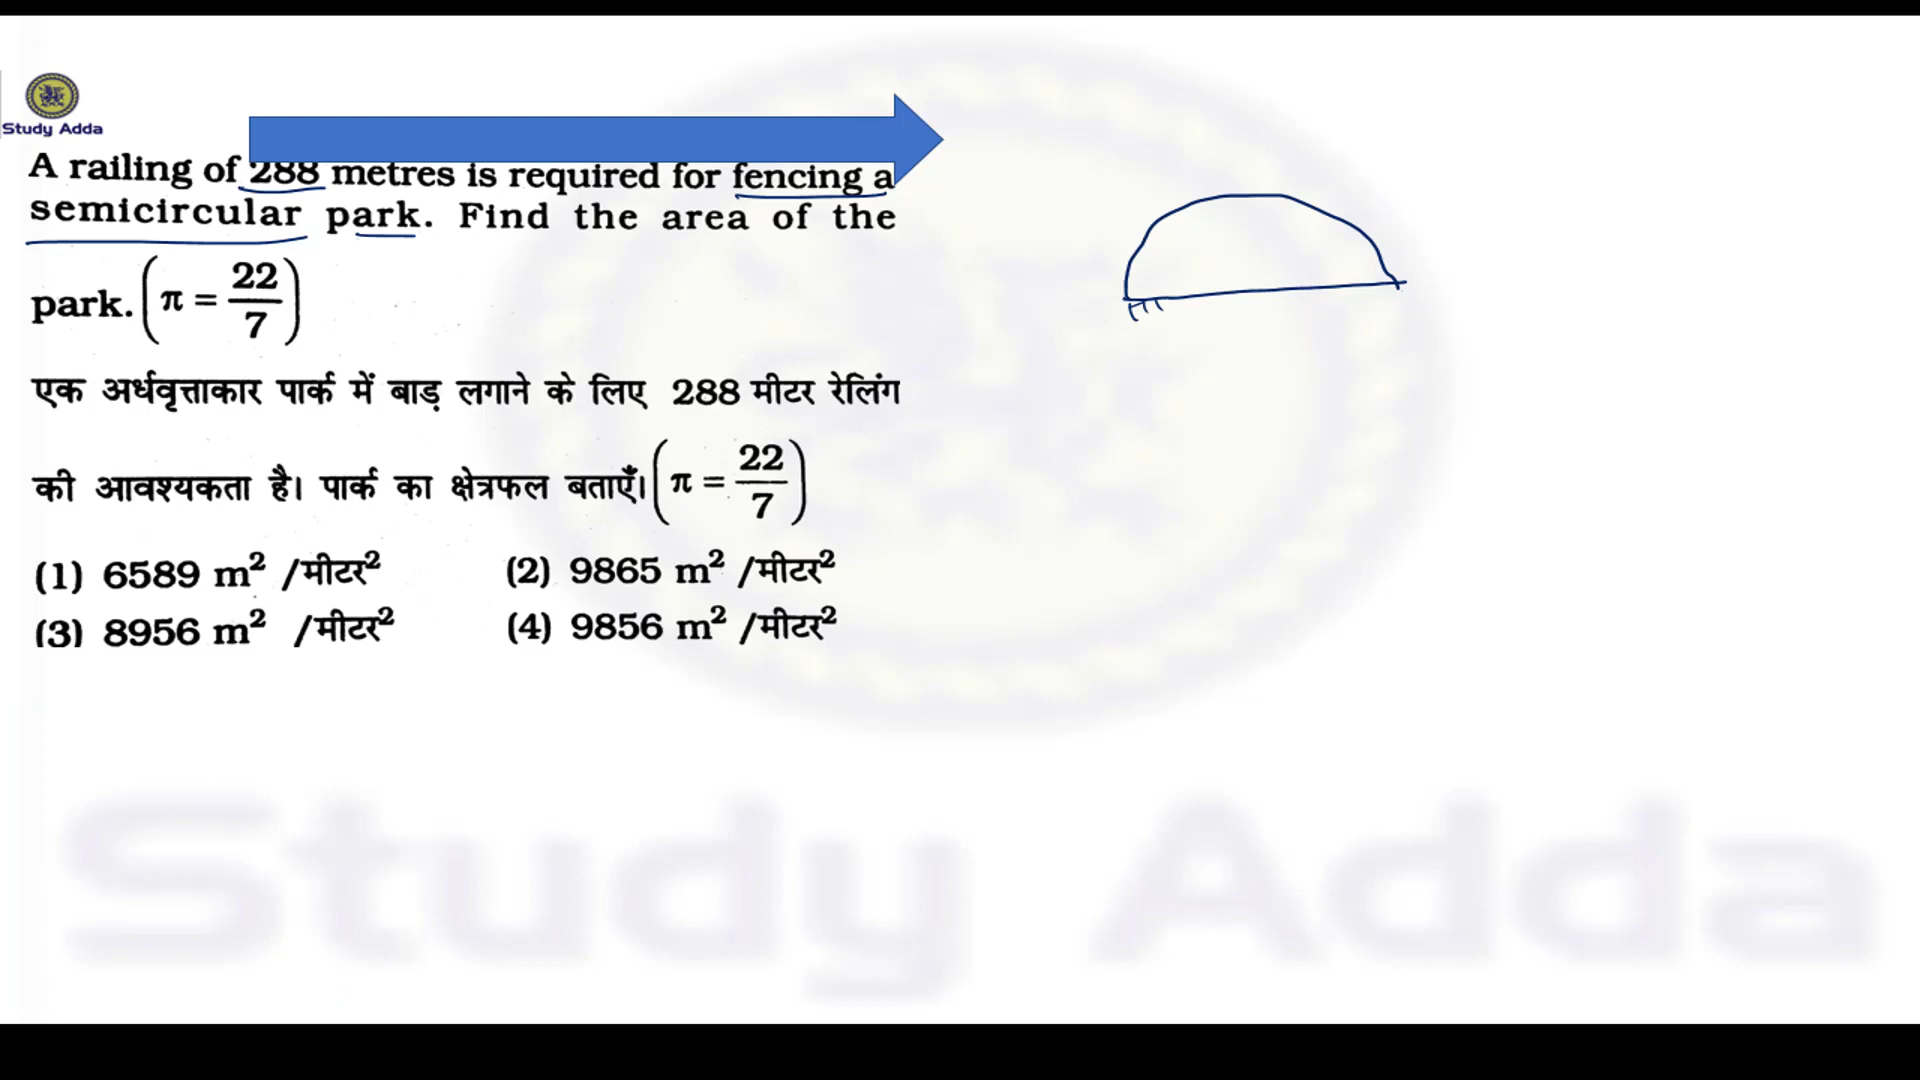 Study Adda
A railing of 288 metres is required for fencing a
semicircular park. Find the area of the
park. (π = 22/7)
एक अर्धवृत्ताकार पार्क में बाड़ लगाने के लिए 288 मीटर रेलिंग
की आवश्यकता है। पार्क का क्षेत्रफल बताएँ। (π = 22/7)
(1) 6589 m² /मीटर² (2) 9865 m² /मीटर²
(3) 8956 m² /मीटर² (4) 9856 m² /मीटर²
Study Adda